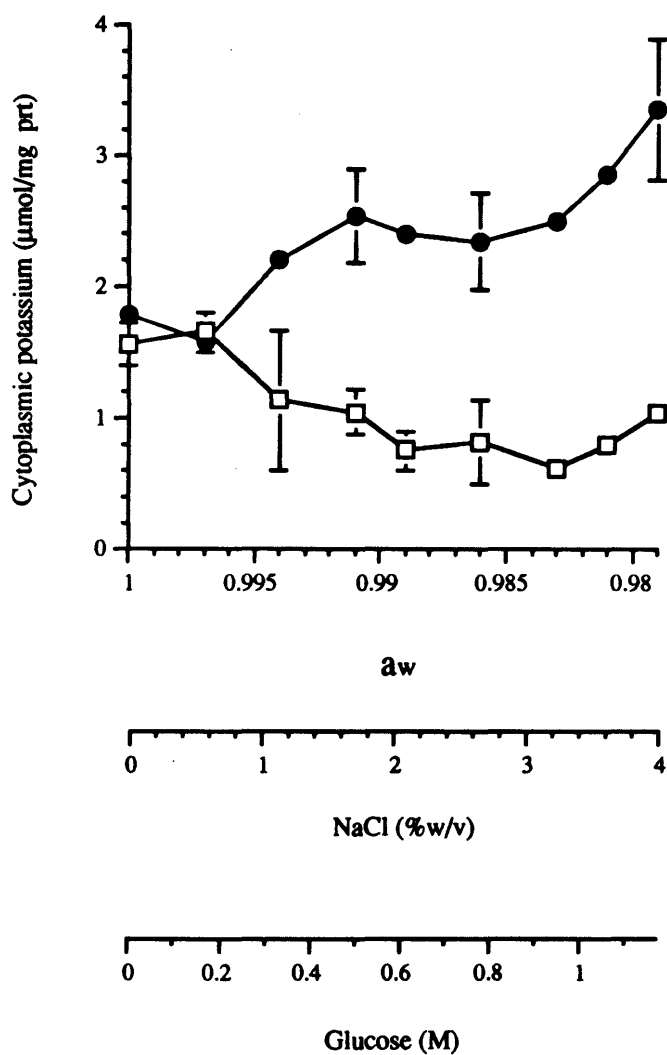 4
3
2
1
0
Cytoplasmic potassium (μmol/mg prt)
1 0.995 0.99 0.985 0.98
aw
0 1 2 3 4
NaCl (%w/v)
0 0.2 0.4 0.6 0.8 1
Glucose (M)